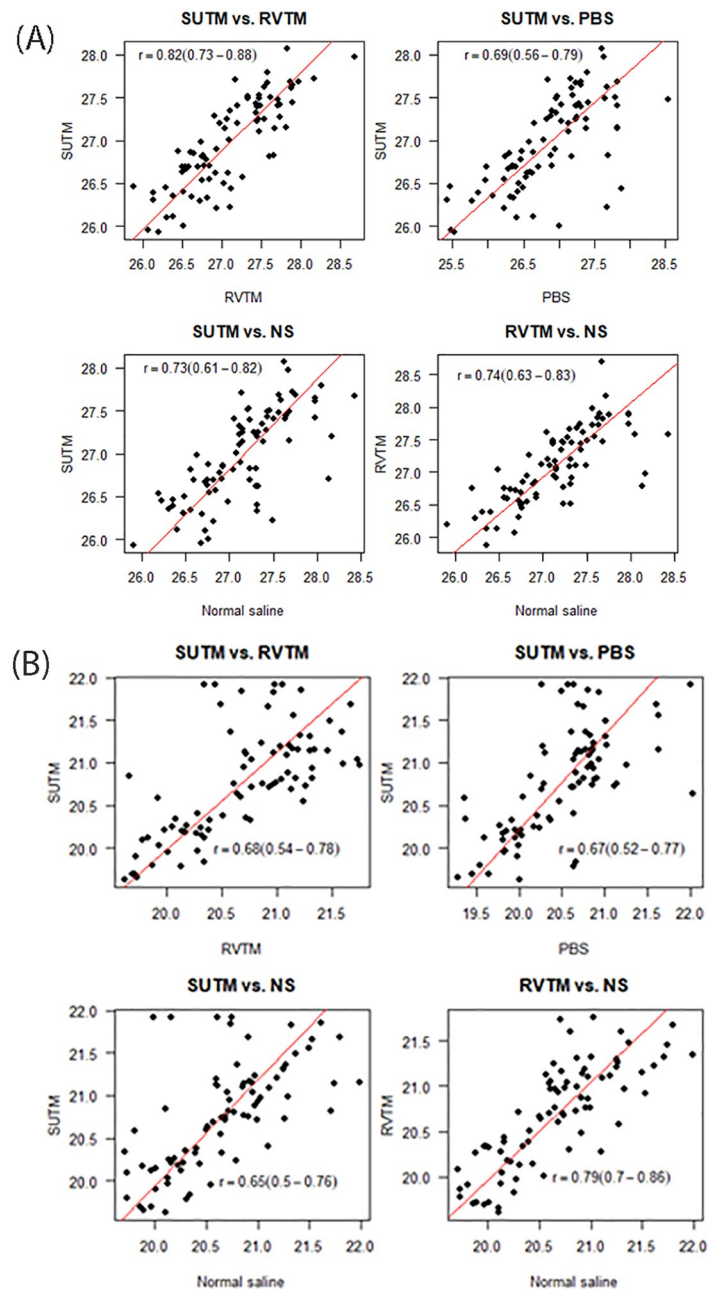 (A)
SUTM vs. RVTM
r = 0.82(0.73 – 0.88)
SUTM
28.0
27.5
27.0
26.5
26.0
26.0 26.5 27.0 27.5 28.0 28.5
RVTM
SUTM vs. PBS
r = 0.69(0.56 – 0.79)
SUTM
28.0
27.5
27.0
26.5
26.0
25.5 26.5 27.5 28.5
PBS
SUTM vs. NS
r = 0.73(0.61 – 0.82)
SUTM
28.0
27.5
27.0
26.5
26.0
26.0 26.5 27.0 27.5 28.0 28.5
Normal saline
RVTM vs. NS
r = 0.74(0.63 – 0.83)
RVTM
28.5
28.0
27.5
27.0
26.5
26.0
26.0 26.5 27.0 27.5 28.0 28.5
Normal saline
(B)
SUTM vs. RVTM
r = 0.68(0.54 – 0.78)
SUTM
22.0
21.5
21.0
20.5
20.0
20.0 20.5 21.0 21.5
RVTM
SUTM vs. PBS
r = 0.67(0.52 – 0.77)
SUTM
22.0
21.5
21.0
20.5
20.0
19.5 20.0 20.5 21.0 21.5 22.0
PBS
SUTM vs. NS
r = 0.65(0.5 – 0.76)
SUTM
22.0
21.5
21.0
20.5
20.0
20.0 20.5 21.0 21.5 22.0
Normal saline
RVTM vs. NS
r = 0.79(0.7 – 0.86)
RVTM
21.5
21.0
20.5
20.0
20.0 20.5 21.0 21.5 22.0
Normal saline